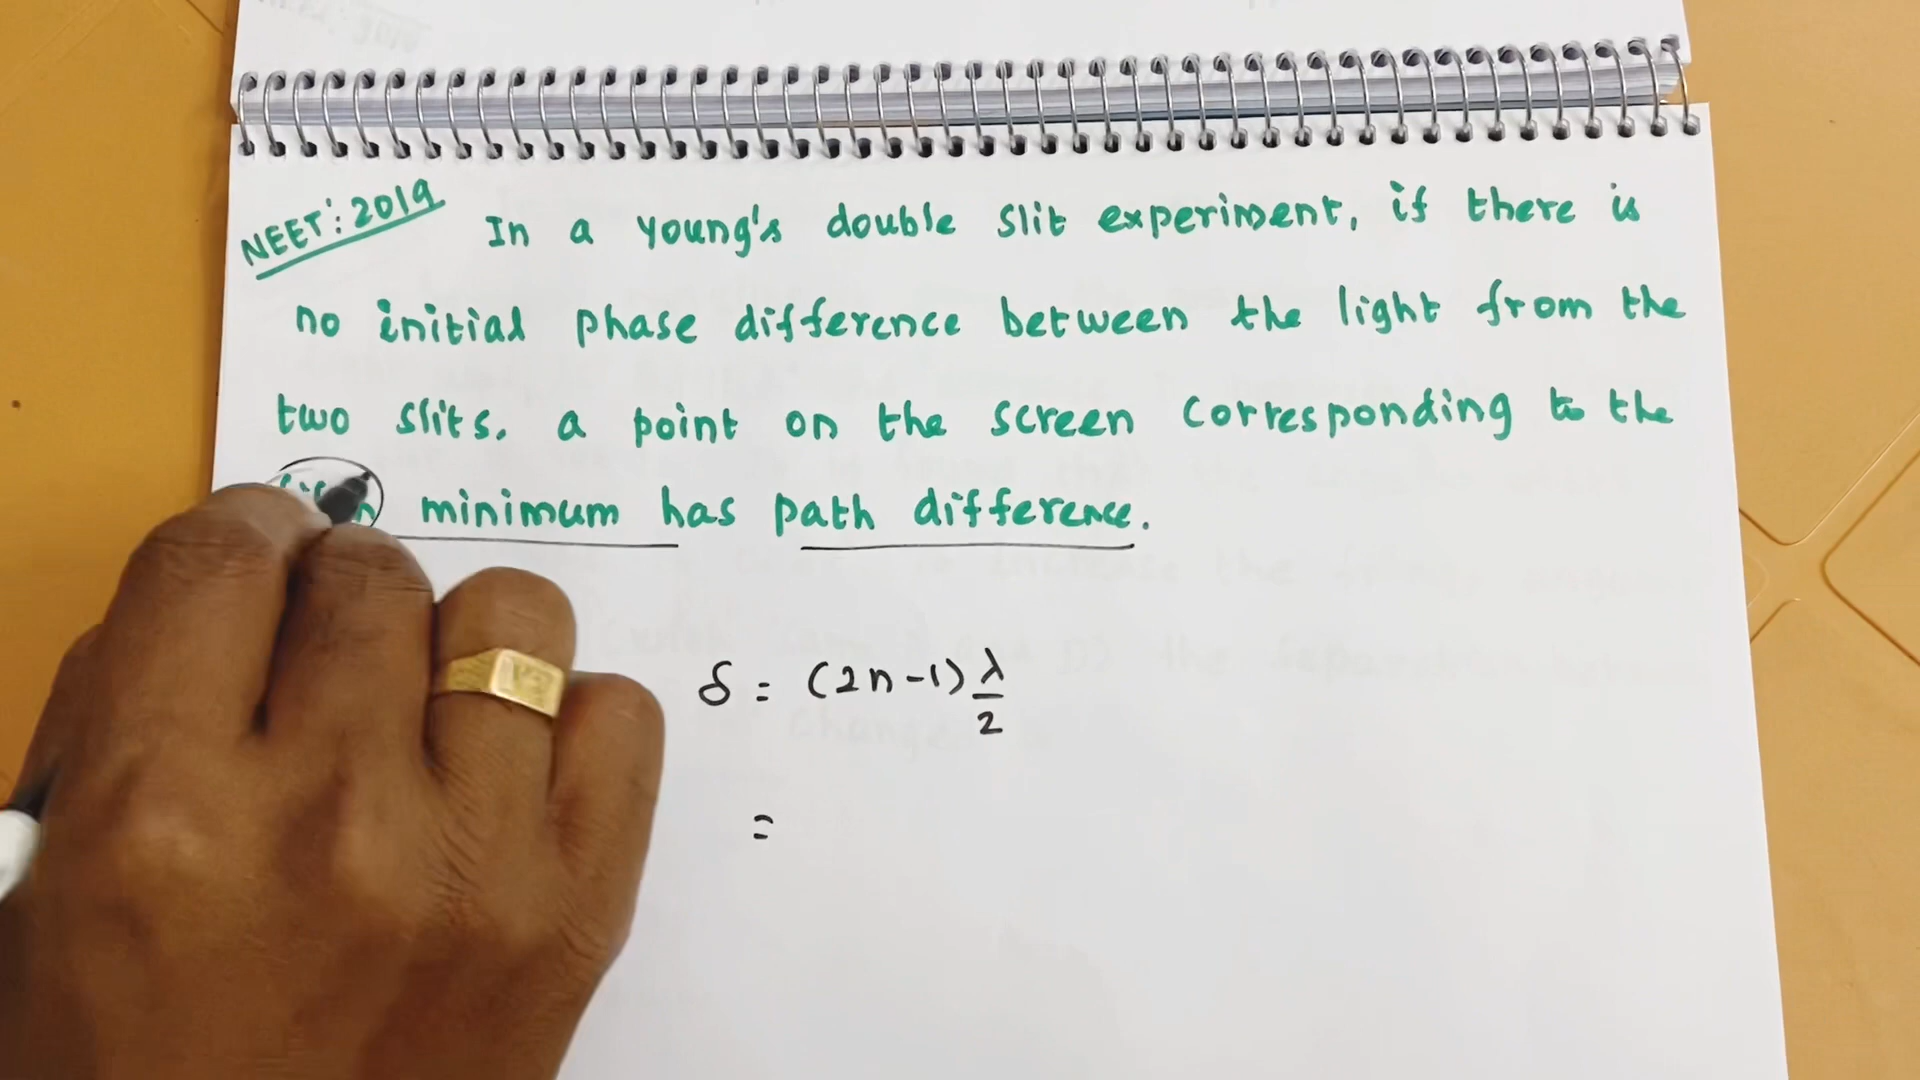 NEET': 2019 In a young's double slit experiment, if there is
no initial phase difference between the light from the
two slits. a point on the screen corresponding to the
minimum has path difference.
δ = (2n-1) λ/2
=